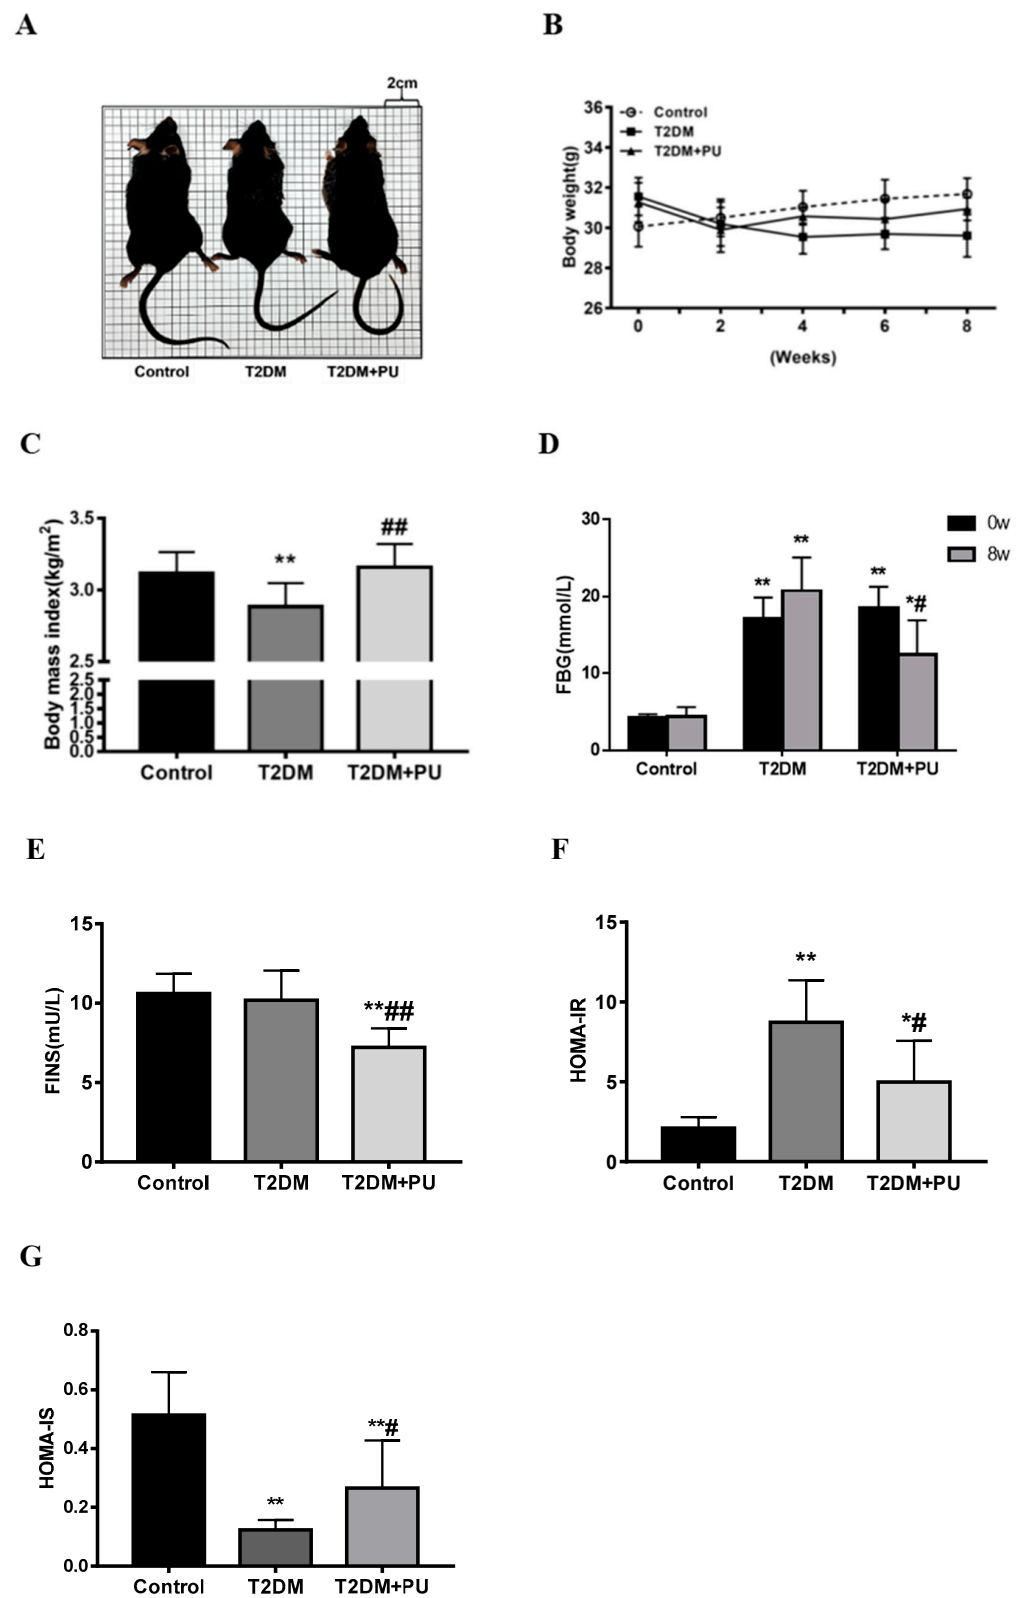 A
2cm
Control T2DM T2DM+PU
B
Body weight(g)
36
34
32
30
28
26
Control
T2DM
T2DM+PU
0 2 4 6 8
(Weeks)
C
Body mass index(kg/m²)
3.5
3.0
2.5
2.5
2.0
1.5
1.0
0.5
0.0
**
##
Control T2DM T2DM+PU
D
FBG(mmol/L)
30
20
10
0
** ** ** *#
0w
8w
Control T2DM T2DM+PU
E
FINS(mU/L)
15
10
5
0
**##
Control T2DM T2DM+PU
F
HOMA-IR
15
10
5
0
**
*#
Control T2DM T2DM+PU
G
HOMA-IS
0.8
0.6
0.4
0.2
0.0
**
**#
Control T2DM T2DM+PU